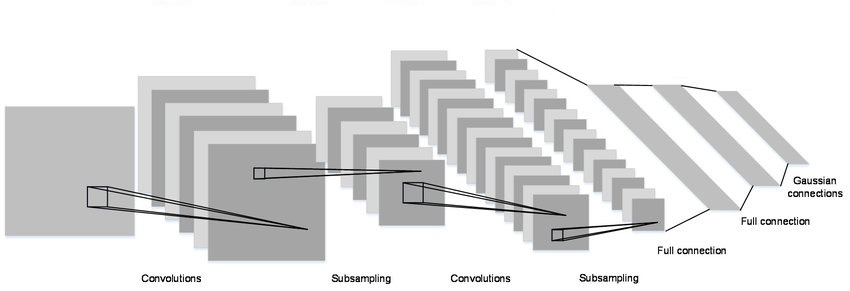 Gaussian
connections
Full connection
Full connection
Convolutions
Subsampling
Convolutions
Subsampling